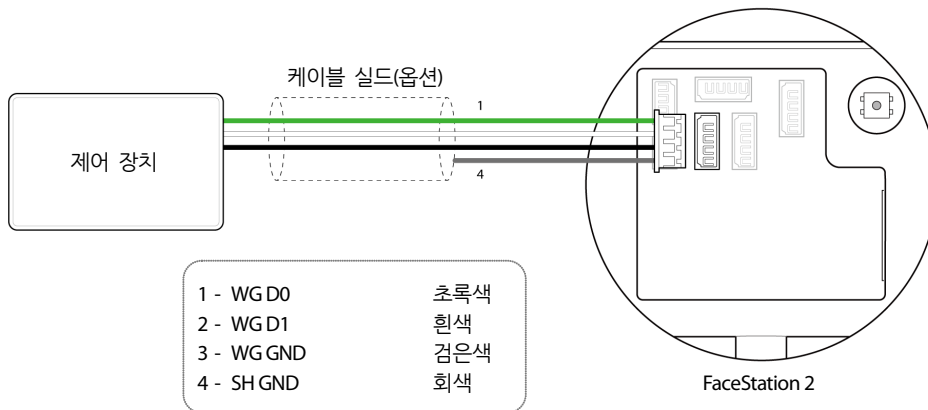 케이블 실드(옵션)
1
제어 장치
4
1 - WG D0 초록색
2 - WG D1 흰색
3 - WG GND 검은색
4 - SH GND 회색
FaceStation 2